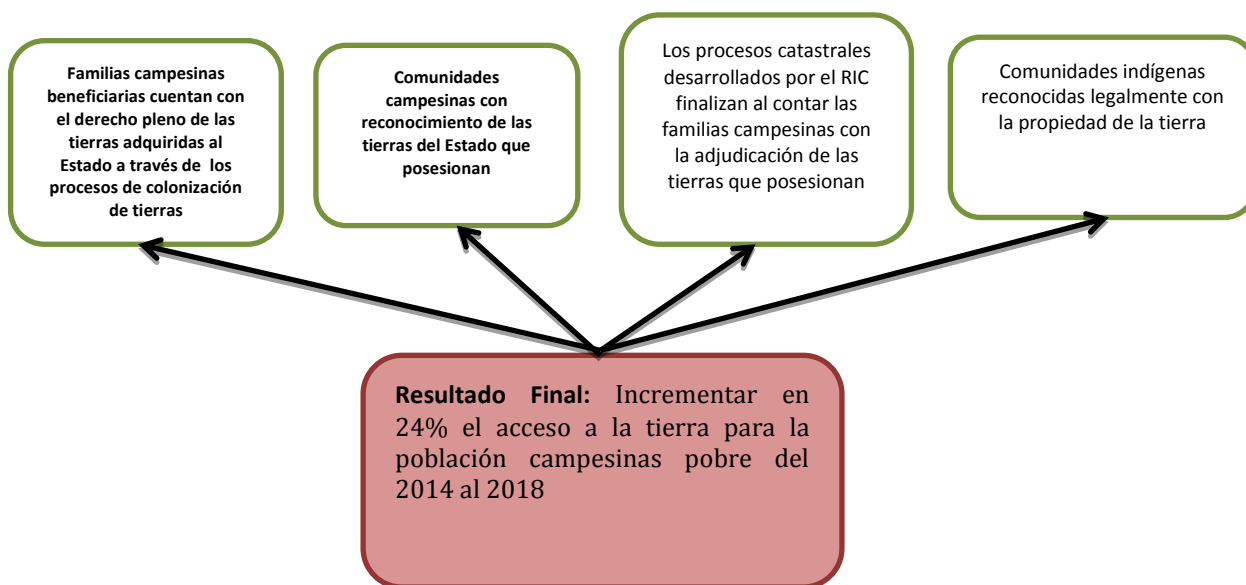 Familias campesinas
beneficiarias cuentan con
el derecho pleno de las
tierras adquiridas al
Estado a través de los
procesos de colonización
de tierras
Comunidades
campesinas con
reconocimiento de las
tierras del Estado que
posesionan
Los procesos catastrales
desarrollados por el RIC
finalizan al contar las
familias campesinas con
la adjudicación de las
tierras que posesionan
Comunidades indígenas
reconocidas legalmente con
la propiedad de la tierra
Resultado Final: Incrementar en
24% el acceso a la tierra para la
población campesinas pobre del
2014 al 2018